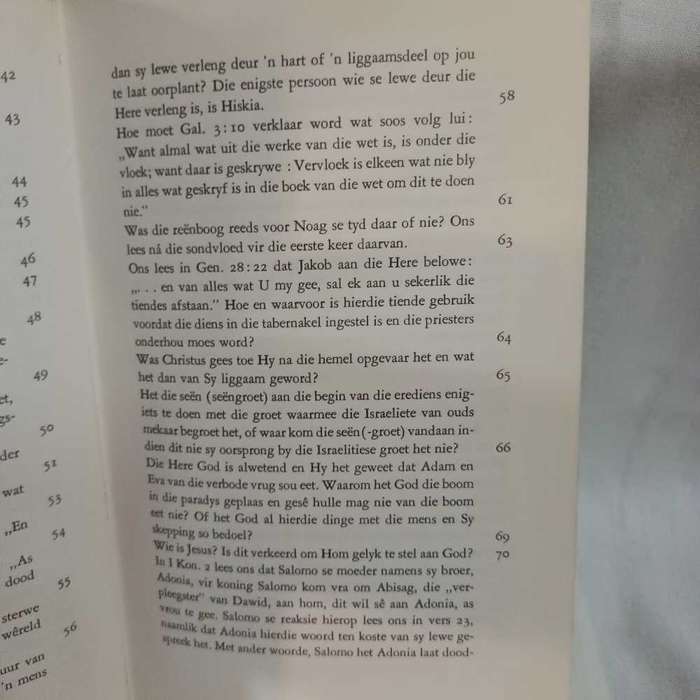 42
43
44
45
45
46
47
48
e
e-
49
et,
gs-
50
der
51
wat
53
„En
54
„As
dood
55
sterwe
wêreld
56
uur van
'n mens
dan sy lewe verleng deur 'n hart of 'n liggaamsdeel op jou
te laat oorplant? Die enigste persoon wie se lewe deur die
Here verleng is, is Hiskia. 58
Hoe moet Gal. 3:10 verklaar word wat soos volg lui:
„Want almal wat uit die werke van die wet is, is onder die
vloek; want daar is geskrywe : Vervloek is elkeen wat nie bly
in alles wat geskryf is in die boek van die wet om dit te doen
nie." 61
Was die reënboog reeds voor Noag se tyd daar of nie? Ons
lees ná die sondvloed vir die eerste keer daarvan. 63
Ons lees in Gen. 28:22 dat Jakob aan die Here belowe:
„. . . en van alles wat U my gee, sal ek aan u sekerlik die
tiendes afstaan." Hoe en waarvoor is hierdie tiende gebruik
voordat die diens in die tabernakel ingestel is en die priesters
onderhou moes word? 64
Was Christus gees toe Hy na die hemel opgevaar het en wat
het dan van Sy liggaam geword? 65
Het die seën (seëngroet) aan die begin van die erediens enig-
iets te doen met die groet waarmee die Israeliete van ouds
mekaar begroet het, of waar kom die seën(-groet) vandaan in-
dien dit nie sy oorsprong by die Israelitiese groet het nie? 66
Die Here God is alwetend en Hy het geweet dat Adam en
Eva van die verbode vrug sou eet. Waarom het God die boom
in die paradys geplaas en gesê hulle mag nie van die boom
eet nie? Of het God al hierdie dinge met die mens en Sy
skepping so bedoel? 69
Wie is Jesus? Is dit verkeerd om Hom gelyk te stel aan God? 70
In I Kon. 2 lees ons dat Salomo se moeder namens sy broer,
Adonia, vir koning Salomo kom vra om Abisag, die „ver-
pleegster" van Dawid, aan hom, dit wil sê aan Adonia, as
vrou te gee. Salomo se reaksie hierop lees ons in vers 23,
naamlik dat Adonia hierdie woord ten koste van sy lewe ge-
spreek het. Met ander woorde, Salomo het Adonia laat dood-